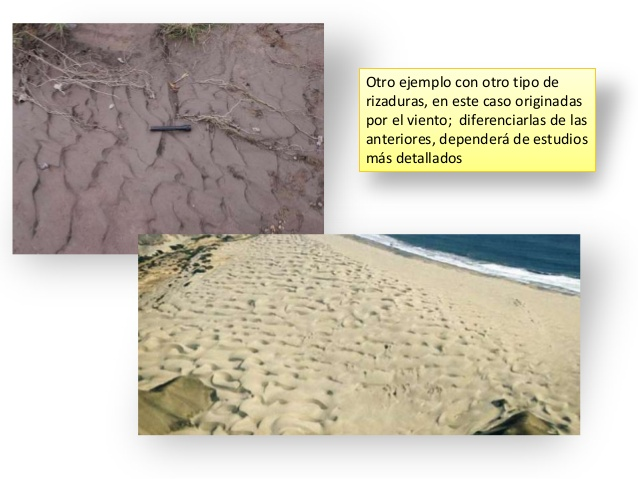 Otro ejemplo con otro tipo de
rizaduras, en este caso originadas
por el viento;  diferenciarlas de las
anteriores, dependerá de estudios
más detallados